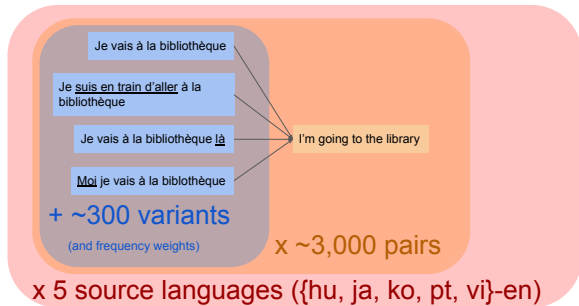 Je vais à la bibliothèque
Je suis en train d'aller à la
bibliothèque
Je vais à la bibliothèque là
I'm going to the library
Moi je vais à la biblothèque
+ ~300 variants
(and frequency weights)
x ~3,000 pairs
x 5 source languages ({hu, ja, ko, pt, vi}-en)